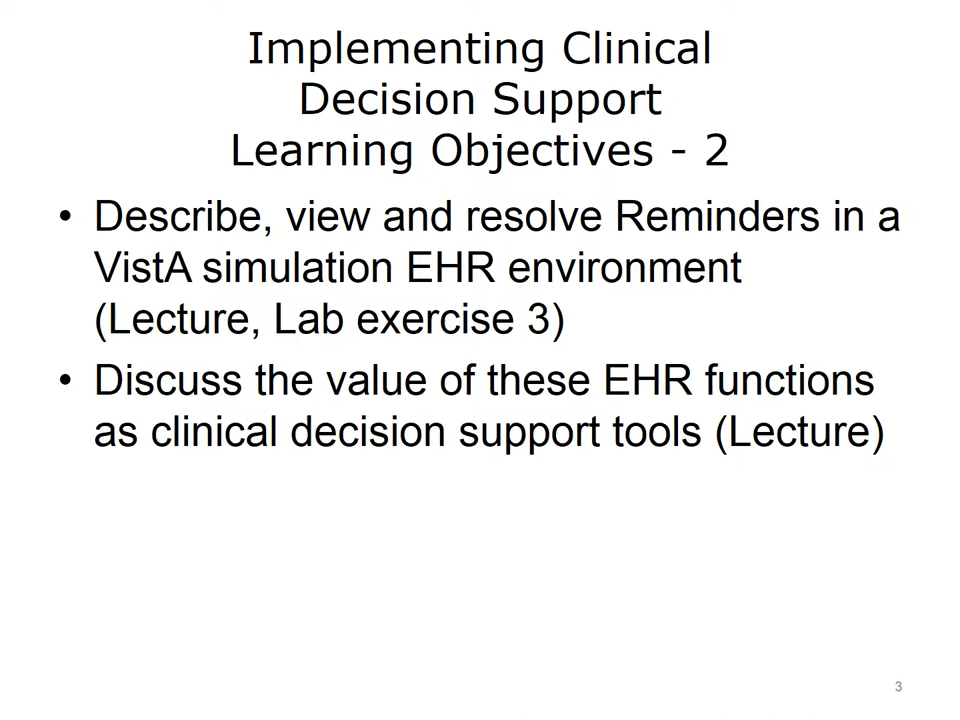 Implementing Clinical
Decision Support
Learning Objectives - 2
• Describe, view and resolve Reminders in a
VistA simulation EHR environment
(Lecture, Lab exercise 3)
• Discuss the value of these EHR functions
as clinical decision support tools (Lecture)
3